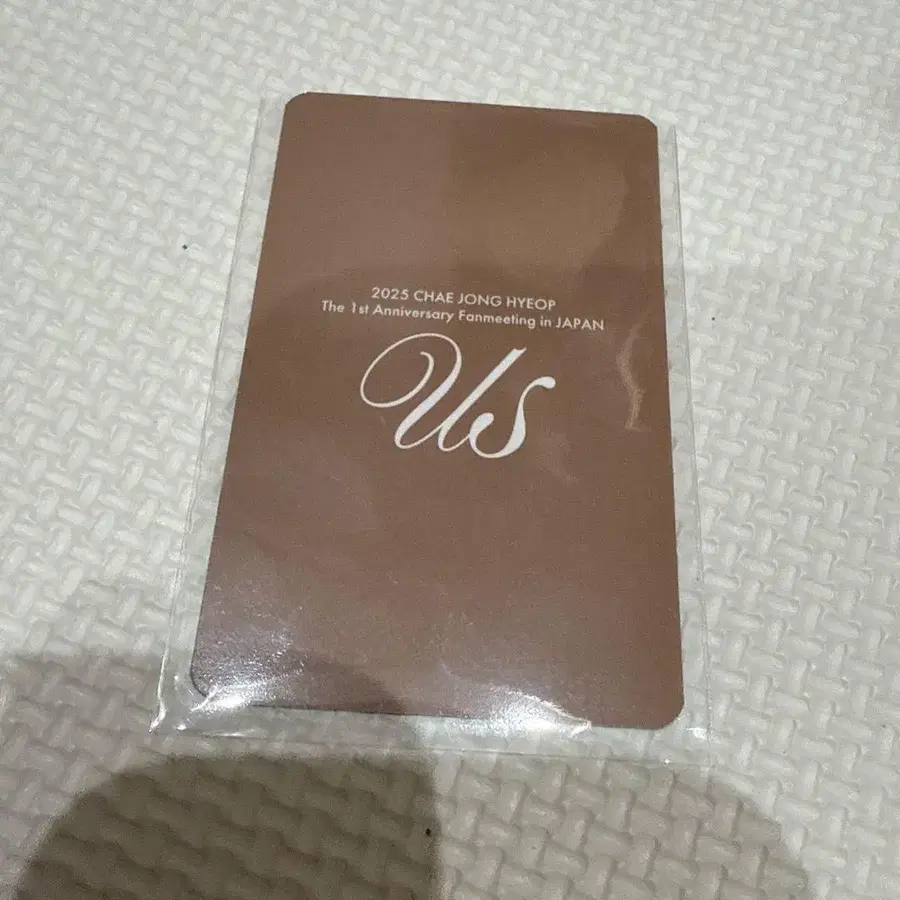 2025 CHAE JONG HYEOP
The 1st Anniversary Fanmeeting in JAPAN
Us